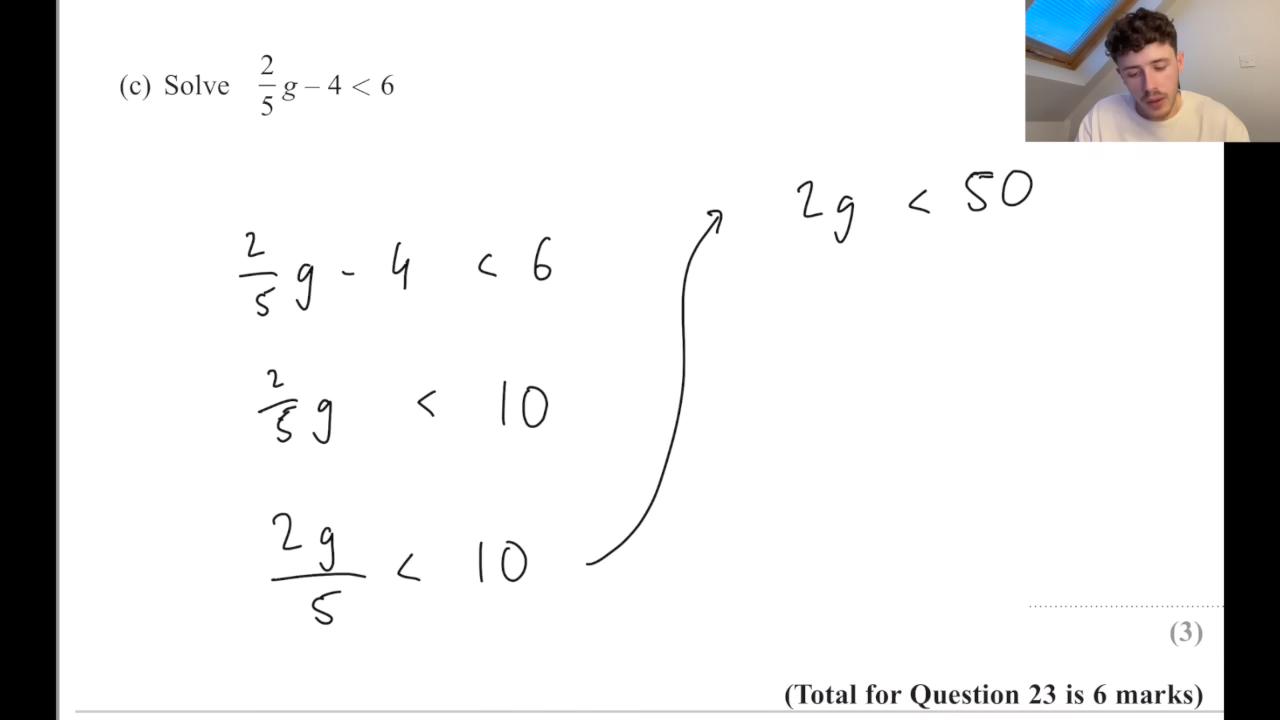 (c) Solve 2/5 g – 4 < 6
2/5 g - 4 < 6
2/5 g < 10
2g/5 < 10
2g < 50
(3)
(Total for Question 23 is 6 marks)